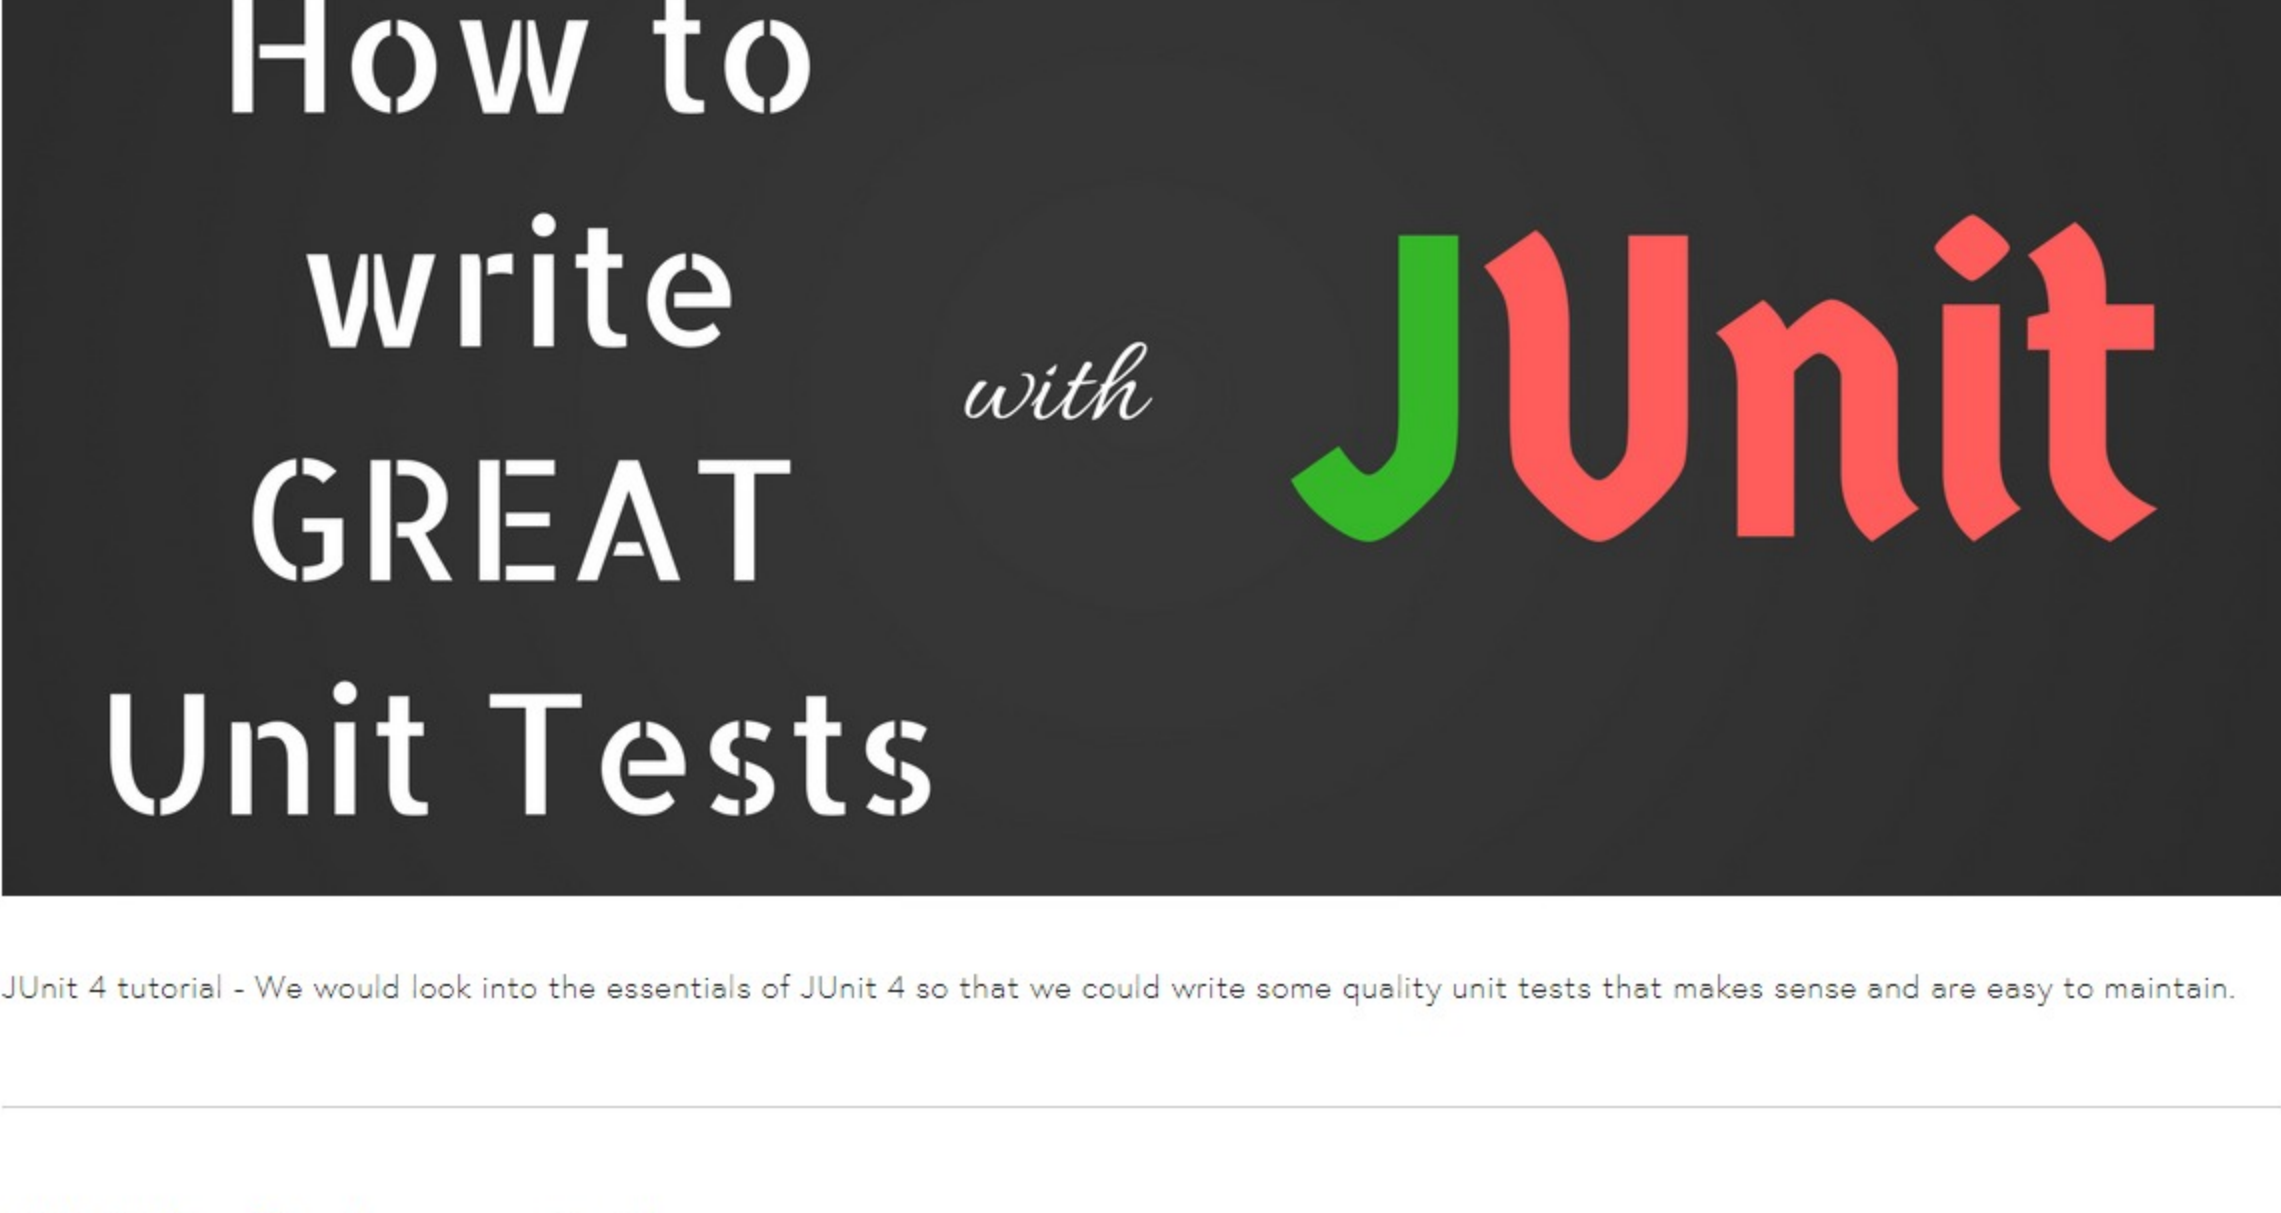 How to
write
GREAT
Unit Tests
with
JUnit
JUnit 4 tutorial - We would look into the essentials of JUnit 4 so that we could write some quality unit tests that makes sense and are easy to maintain.